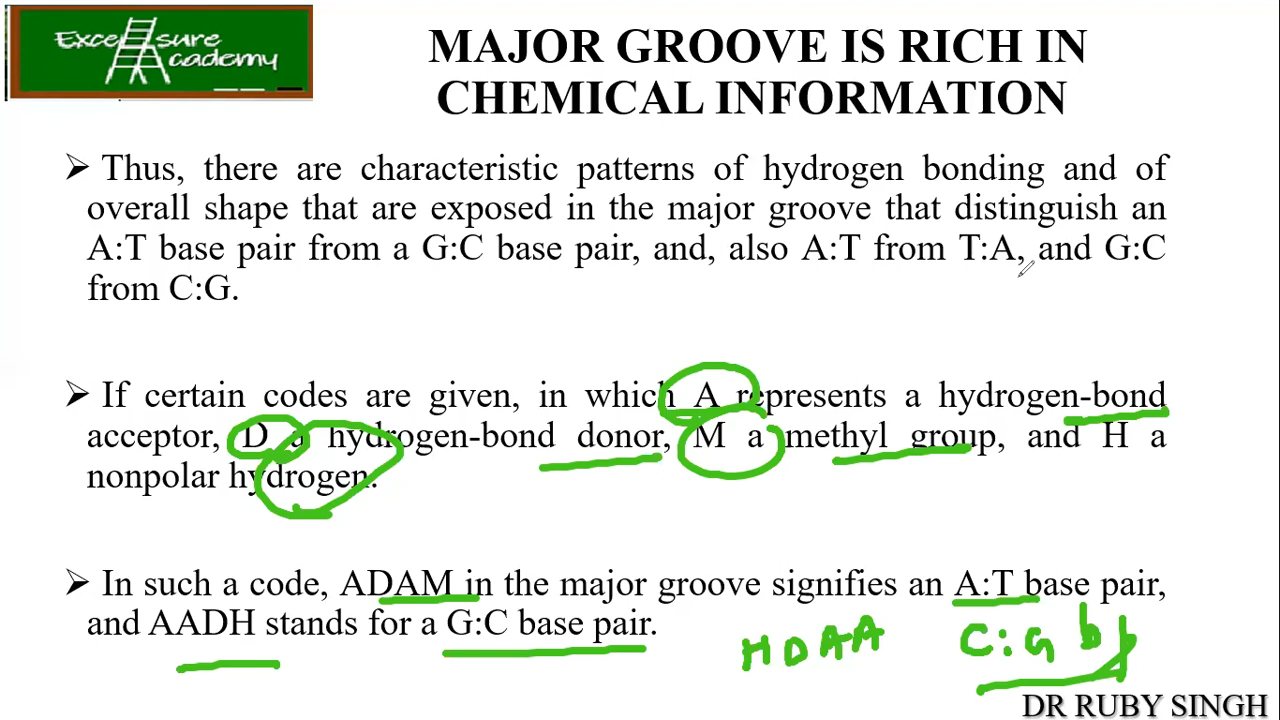 Excelsure
Academy
MAJOR GROOVE IS RICH IN
CHEMICAL INFORMATION
➢ Thus, there are characteristic patterns of hydrogen bonding and of
overall shape that are exposed in the major groove that distinguish an
A:T base pair from a G:C base pair, and, also A:T from T:A, and G:C
from C:G.
➢ If certain codes are given, in which A represents a hydrogen-bond
acceptor, D a hydrogen-bond donor, M a methyl group, and H a
nonpolar hydrogen.
➢ In such a code, ADAM in the major groove signifies an A:T base pair,
and AADH stands for a G:C base pair.
HDAA C:G bp
DR RUBY SINGH